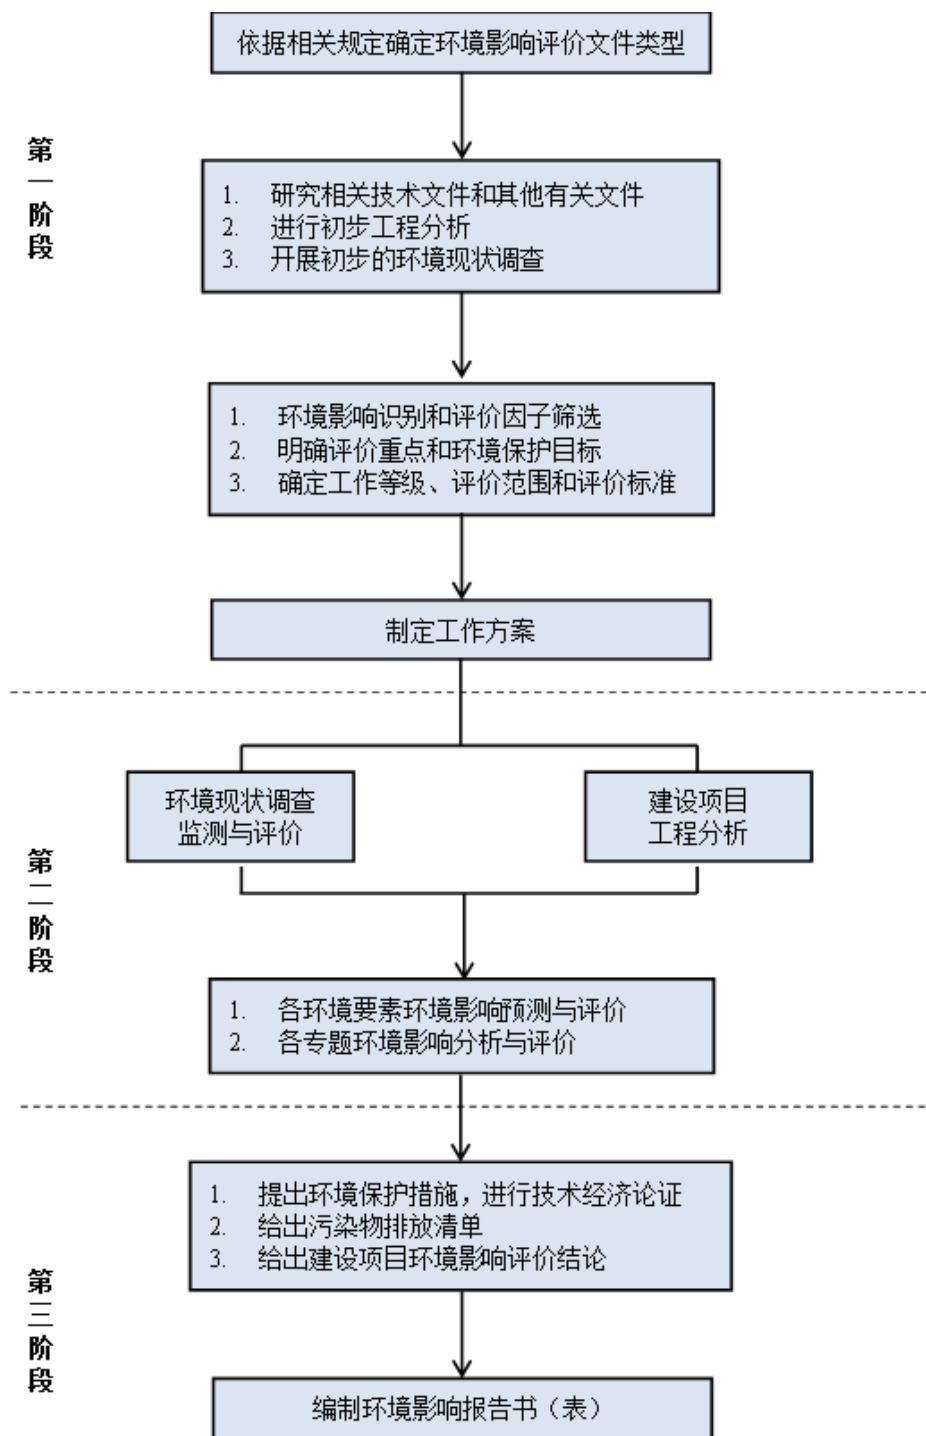 依据相关规定确定环境影响评价文件类型
第一阶段
1. 研究相关技术文件和其他有关文件
2. 进行初步工程分析
3. 开展初步的环境现状调查
1. 环境影响识别和评价因子筛选
2. 明确评价重点和环境保护目标
3. 确定工作等级、评价范围和评价标准
制定工作方案
第二阶段
环境现状调查
监测与评价
建设项目
工程分析
1. 各环境要素环境影响预测与评价
2. 各专题环境影响分析与评价
第三阶段
1. 提出环境保护措施，进行技术经济论证
2. 给出污染物排放清单
3. 给出建设项目环境影响评价结论
编制环境影响报告书（表）